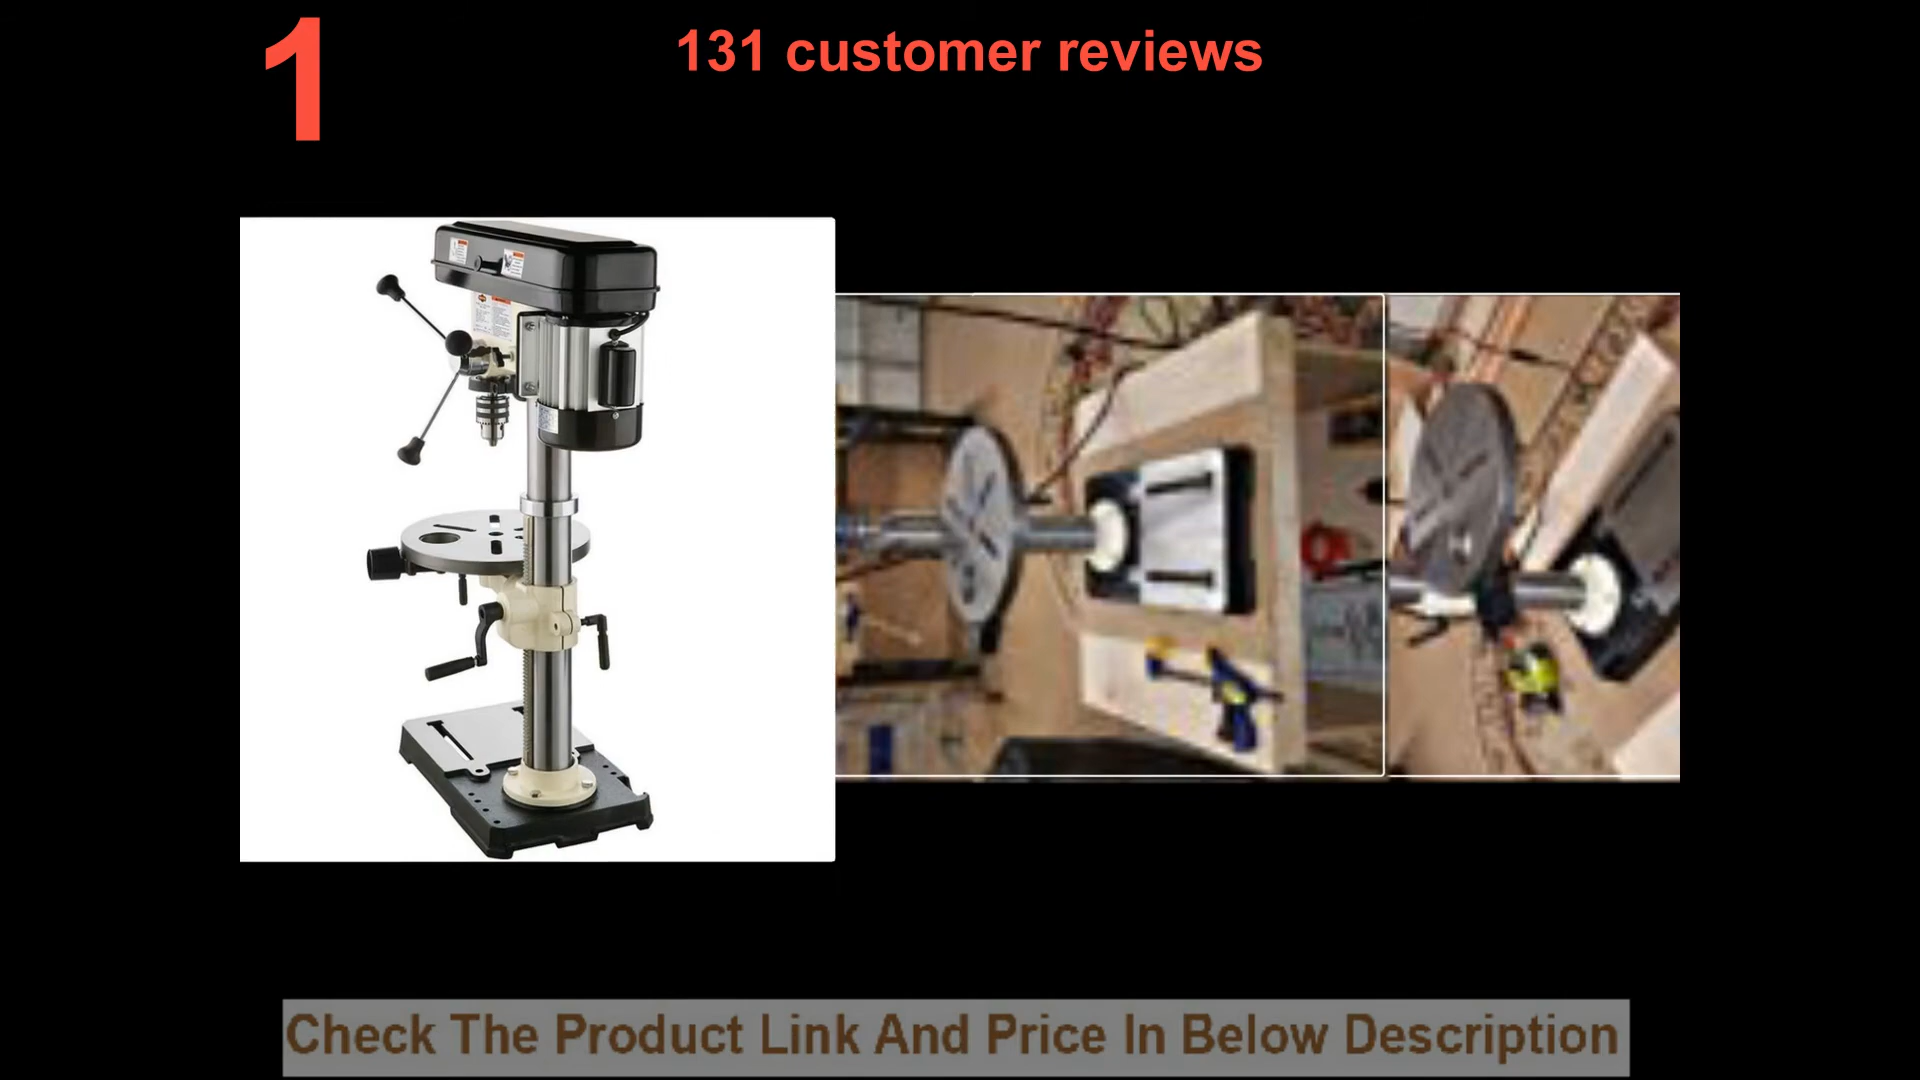 1
131 customer reviews
Check The Product Link And Price In Below Description